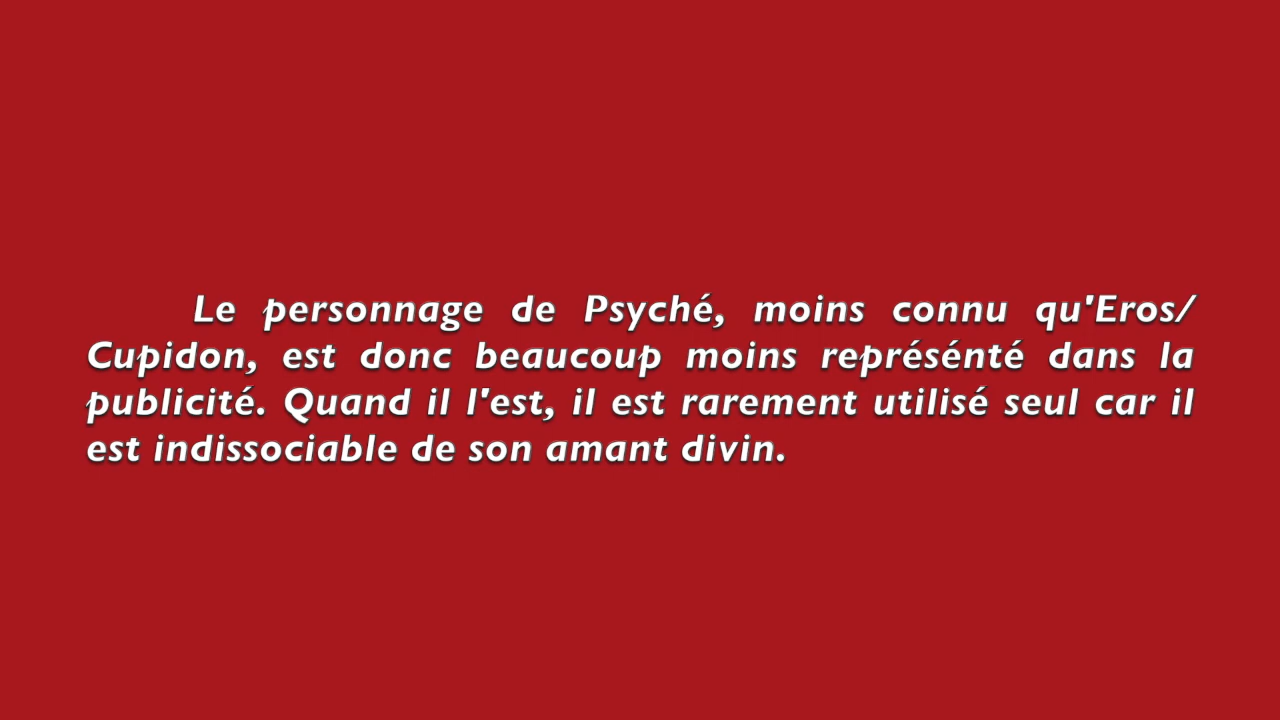 Le personnage de Psyché, moins connu qu'Eros/
Cupidon, est donc beaucoup moins représénté dans la
publicité. Quand il l'est, il est rarement utilisé seul car il
est indissociable de son amant divin.